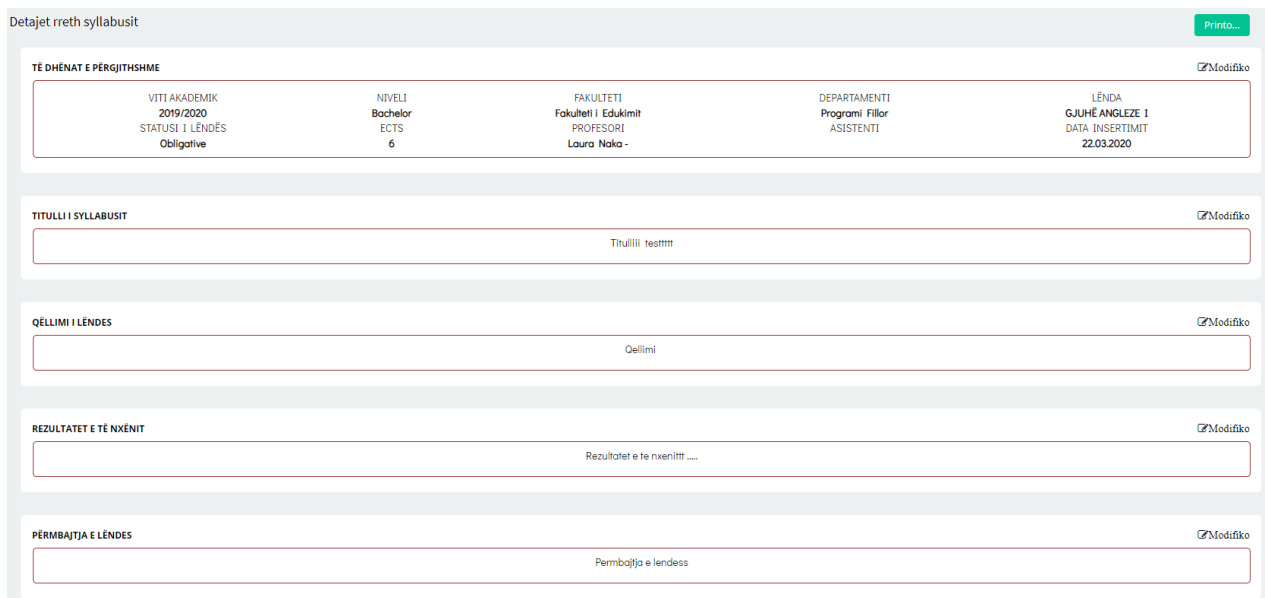 Detajet rreth syllabusit
Printo...
TË DHËNAT E PËRGJITHSHME
Modifiko
VITI AKADEMIK NIVELI FAKULTETI DEPARTAMENTI LËNDA
2019/2020 Bachelor Fakulteti i Edukimit Programi Fillor GJUHË ANGLEZE I
STATUSI I LËNDËS ECTS PROFESORI ASISTENTI DATA INSERTIMIT
Obligative 6 Laura Naka - 22.03.2020
TITULLI I SYLLABUSIT
Modifiko
Titulliii testtttt
QËLLIMI I LËNDES
Modifiko
Qellimi
REZULTATET E TË NXËNIT
Modifiko
Rezultatet e te nxenittt .....
PËRMBAJTJA E LËNDES
Modifiko
Permbajtja e lendess